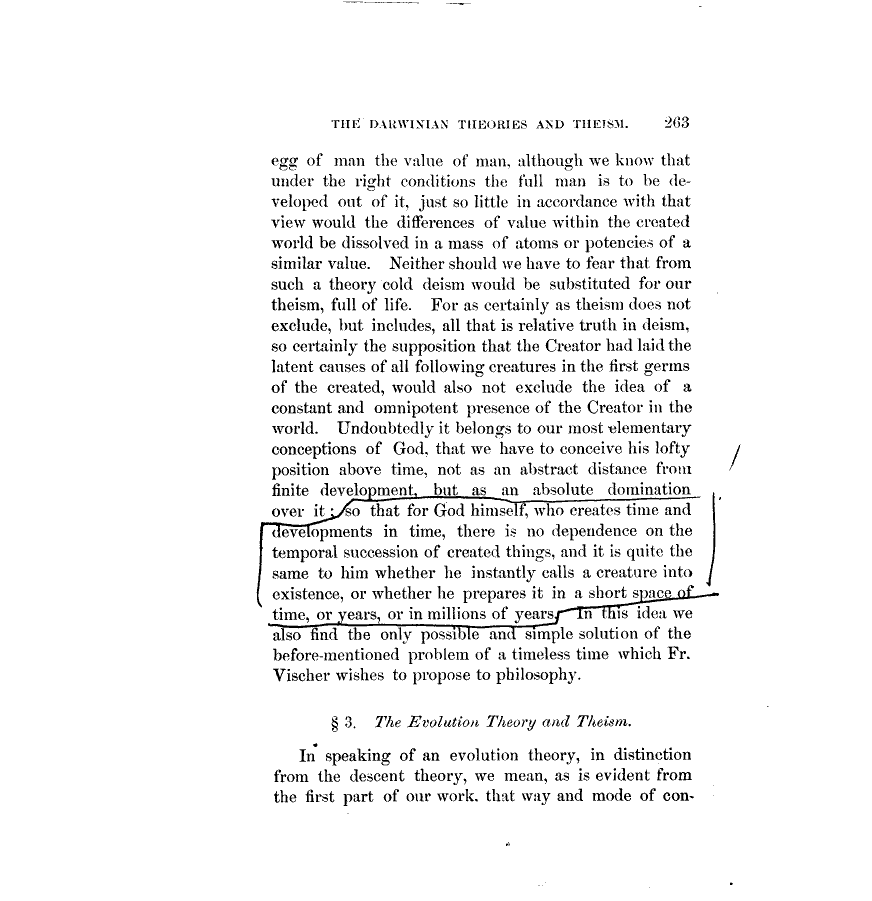 THE DARWINIAN THEORIES AND THEISM. 263
egg of man the value of man, although we know that
under the right conditions the full man is to be de-
veloped out of it, just so little in accordance with that
view would the differences of value within the created
world be dissolved in a mass of atoms or potencies of a
similar value. Neither should we have to fear that from
such a theory cold deism would be substituted for our
theism, full of life. For as certainly as theism does not
exclude, but includes, all that is relative truth in deism,
so certainly the supposition that the Creator had laid the
latent causes of all following creatures in the first germs
of the created, would also not exclude the idea of a
constant and omnipotent presence of the Creator in the
world. Undoubtedly it belongs to our most elementary
conceptions of God, that we have to conceive his lofty
position above time, not as an abstract distance from
finite development, but as an absolute domination
over it; so that for God himself, who creates time and
developments in time, there is no dependence on the
temporal succession of created things, and it is quite the
same to him whether he instantly calls a creature into
existence, or whether he prepares it in a short space of
time, or years, or in millions of years. In this idea we
also find the only possible and simple solution of the
before-mentioned problem of a timeless time which Fr.
Vischer wishes to propose to philosophy.
§ 3. The Evolution Theory and Theism.
In speaking of an evolution theory, in distinction
from the descent theory, we mean, as is evident from
the first part of our work, that way and mode of con-